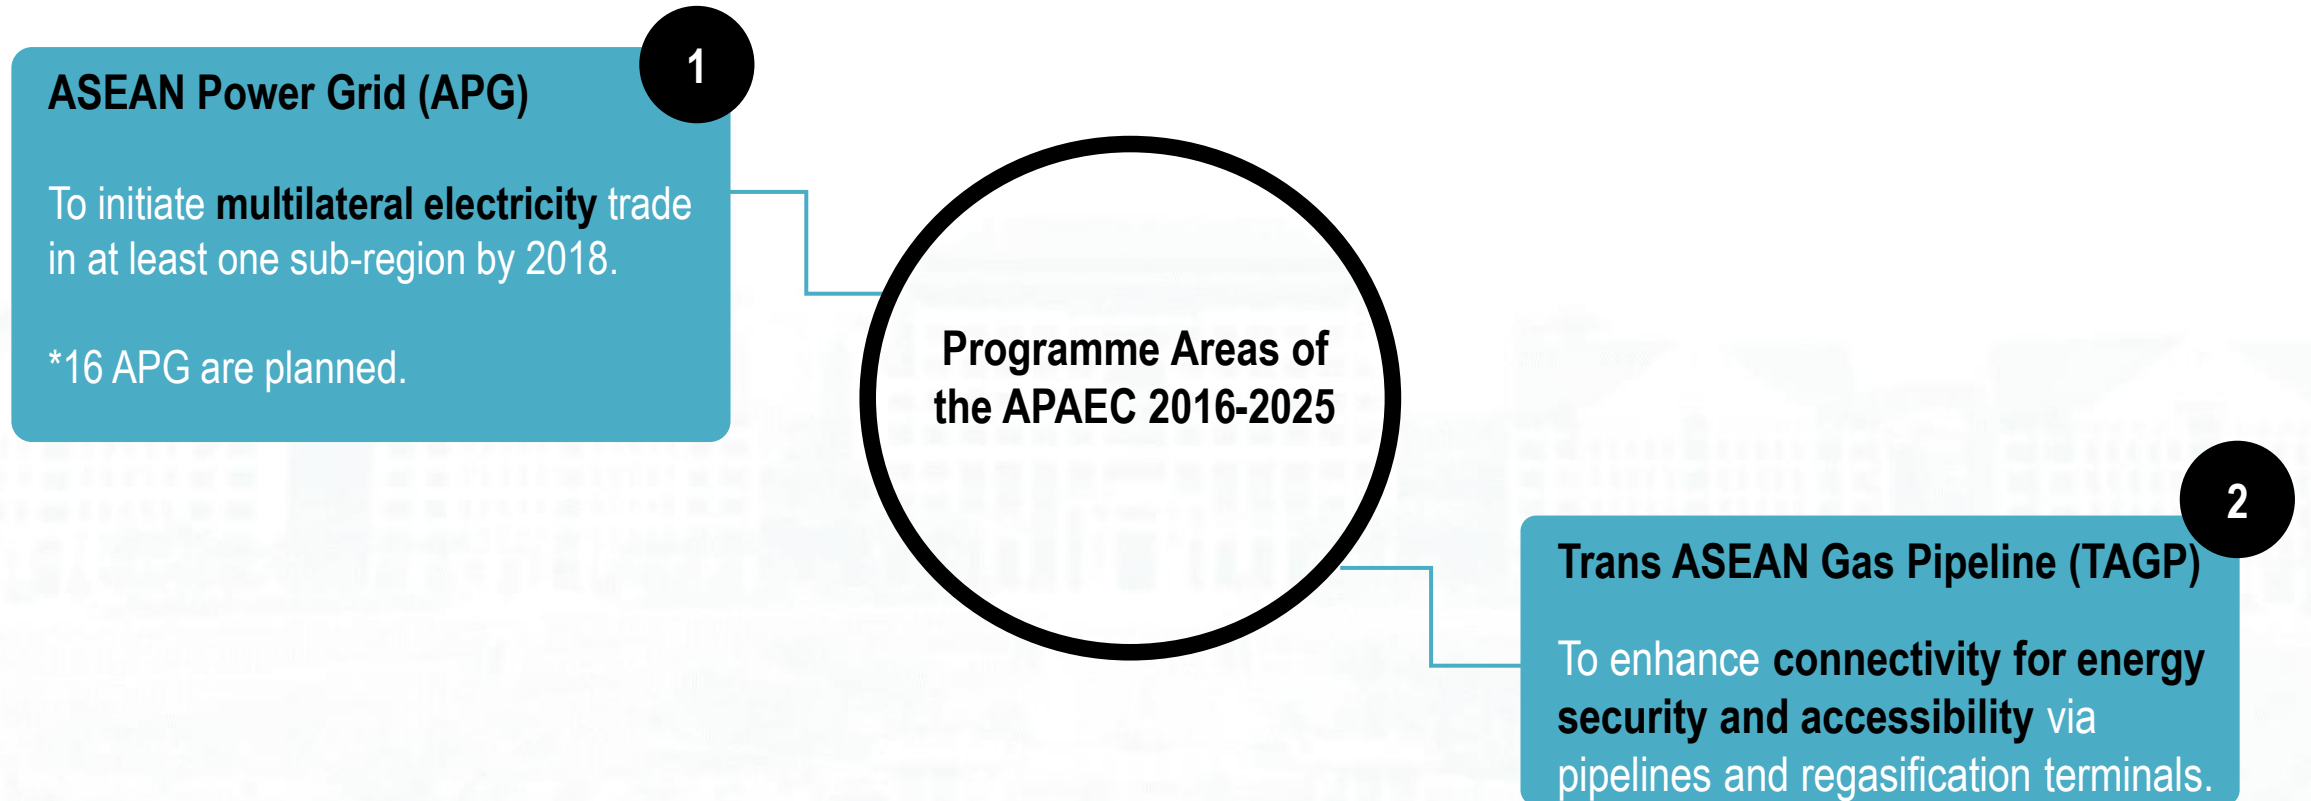 1
ASEAN Power Grid (APG)
To initiate multilateral electricity trade
in at least one sub-region by 2018.
*16 APG are planned.
Programme Areas of
the APAEC 2016-2025
2
Trans ASEAN Gas Pipeline (TAGP)
To enhance connectivity for energy
security and accessibility via
pipelines and regasification terminals.